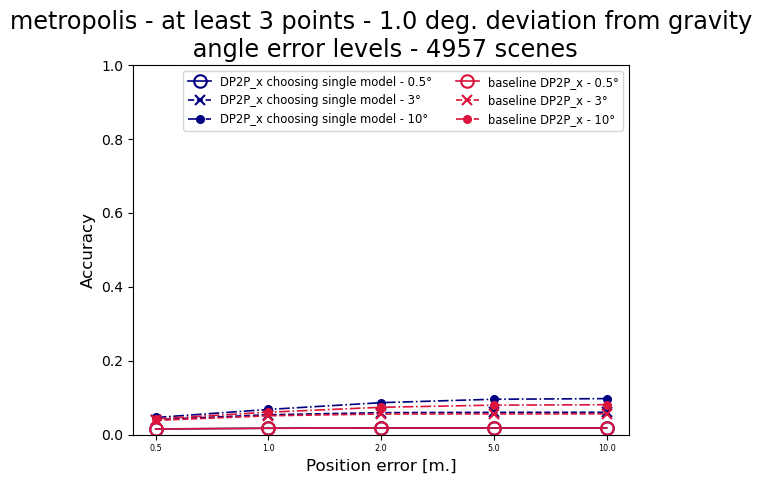 metropolis - at least 3 points - 1.0 deg. deviation from gravity
angle error levels - 4957 scenes
DP2P_x choosing single model - 0.5°
DP2P_x choosing single model - 3°
DP2P_x choosing single model - 10°
baseline DP2P_x - 0.5°
baseline DP2P_x - 3°
baseline DP2P_x - 10°
Accuracy
1.0
0.8
0.6
0.4
0.2
0.0
0.5 1.0 2.0 5.0 10.0
Position error [m.]